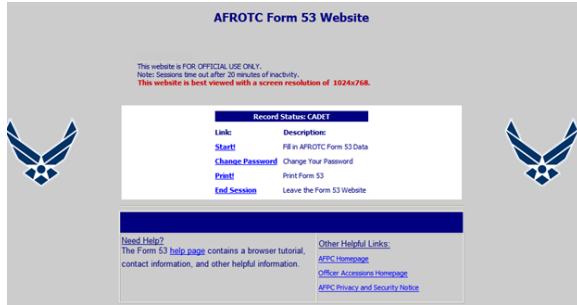 AFROTC Form 53 Website
This website is FOR OFFICIAL USE ONLY.
Note: Sessions time out after 20 minutes of inactivity.
This website is best viewed with a screen resolution of 1024x768.
Record Status: CADET
Link: Description:
Start! Fill in AFROTC Form 53 Data
Change Password Change Your Password
Print! Print Form 53
End Session Leave the Form 53 Website
Need Help?
The Form 53 help page contains a browser tutorial,
contact information, and other helpful information.
Other Helpful Links:
AFPC Homepage
Officer Accessions Homepage
AFPC Privacy and Security Notice